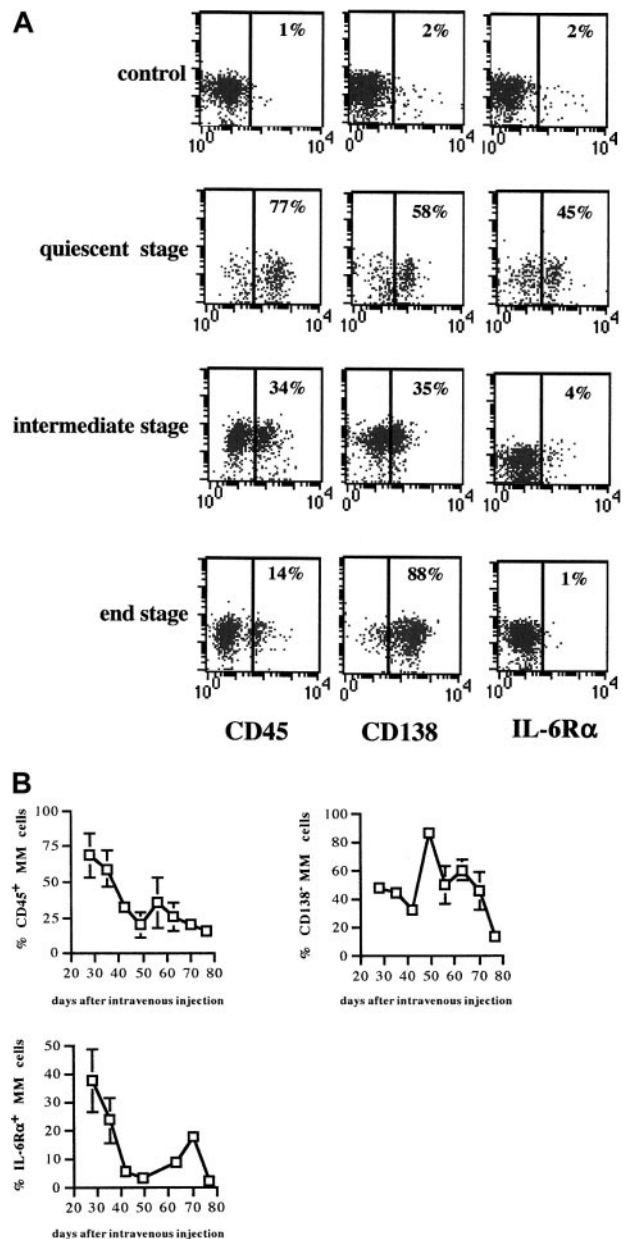 A
control
1%
2%
2%
10⁰ 10⁴
10⁰ 10⁴
10⁰ 10⁴
quiescent stage
77%
58%
45%
10⁰ 10⁴
10⁰ 10⁴
10⁰ 10⁴
intermediate stage
34%
35%
4%
10⁰ 10⁴
10⁰ 10⁴
10⁰ 10⁴
end stage
14%
88%
1%
10⁰ 10⁴
10⁰ 10⁴
10⁰ 10⁴
CD45 CD138 IL-6Rα
B
% CD45⁺ MM cells
100
75
50
25
0
20 30 40 50 60 70 80
days after intravenous injection
% CD138⁻ MM cells
100
80
60
40
20
0
20 30 40 50 60 70 80
days after intravenous injection
% IL-6Rα⁺ MM cells
50
40
30
20
10
0
20 30 40 50 60 70 80
days after intravenous injection